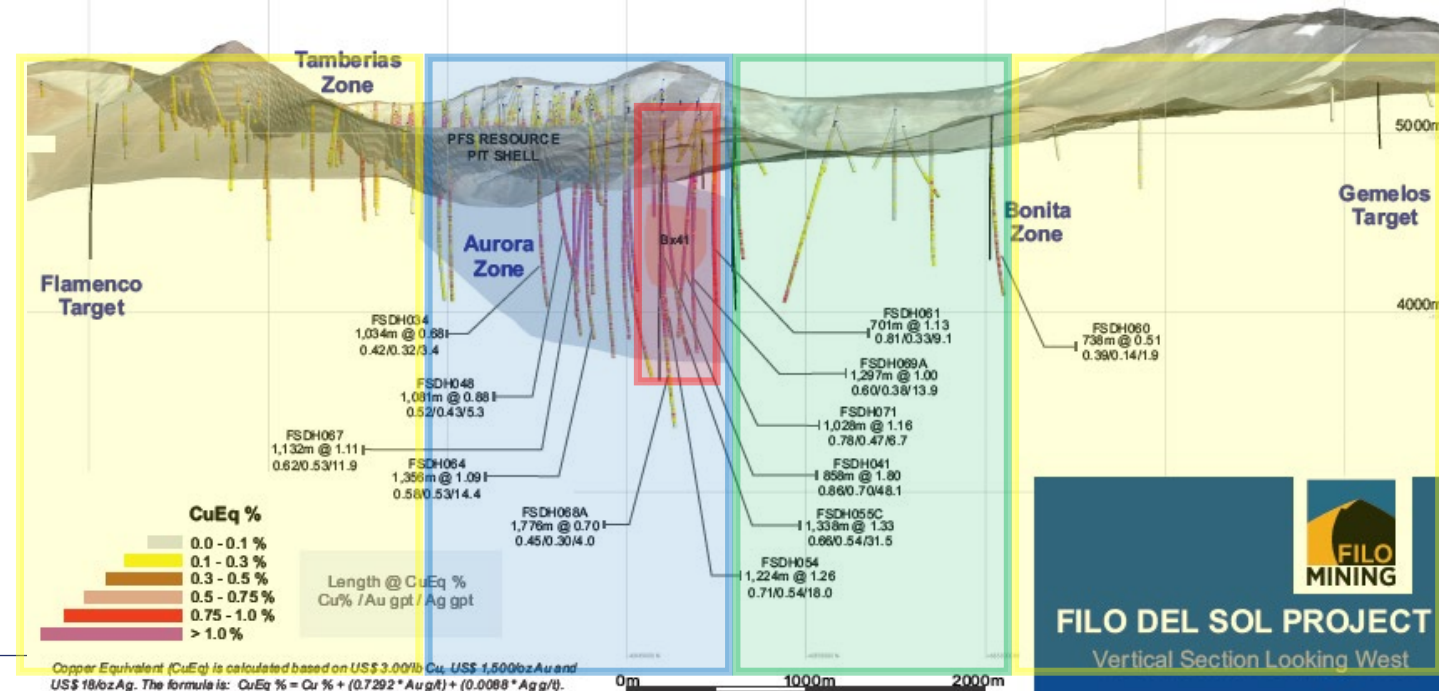 Tamberias
Zone
PFS RESOURCE
PIT SHELL
5000m
Aurora
Zone
Bx41
Bonita
Zone
Gemelos
Target
Flamenco
Target
4000m
FSDH034
1,034m @ 0.68
0.42/0.32/3.4
FSDH061
701m @ 1.13
0.81/0.33/9.1
FSDH060
738m @ 0.51
0.39/0.14/1.9
FSDH048
1,081m @ 0.88
0.52/0.43/5.3
FSDH069A
1,297m @ 1.00
0.60/0.38/13.9
FSDH067
1,132m @ 1.11
0.62/0.53/11.9
FSDH071
1,028m @ 1.16
0.78/0.47/6.7
FSDH064
1,356m @ 1.09
0.58/0.53/14.4
FSDH041
858m @ 1.80
0.86/0.70/48.1
FSDH068A
1,776m @ 0.70
0.45/0.30/4.0
FSDH055C
1,338m @ 1.33
0.66/0.54/31.5
FSDH054
1,224m @ 1.26
0.71/0.54/18.0
CuEq %
0.0 - 0.1 %
0.1 - 0.3 %
0.3 - 0.5 %
0.5 - 0.75 %
0.75 - 1.0 %
> 1.0 %
Length @ CuEq %
Cu% / Au gpt / Ag gpt
FILO
MINING
FILO DEL SOL PROJECT
Vertical Section Looking West
Copper Equivalent (CuEq) is calculated based on US$ 3.00/lb Cu, US$ 1,500/oz Au and
US$ 18/oz Ag. The formula is: CuEq % = Cu % + (0.7292 * Au g/t) + (0.0088 * Ag g/t).
0m 1000m 2000m